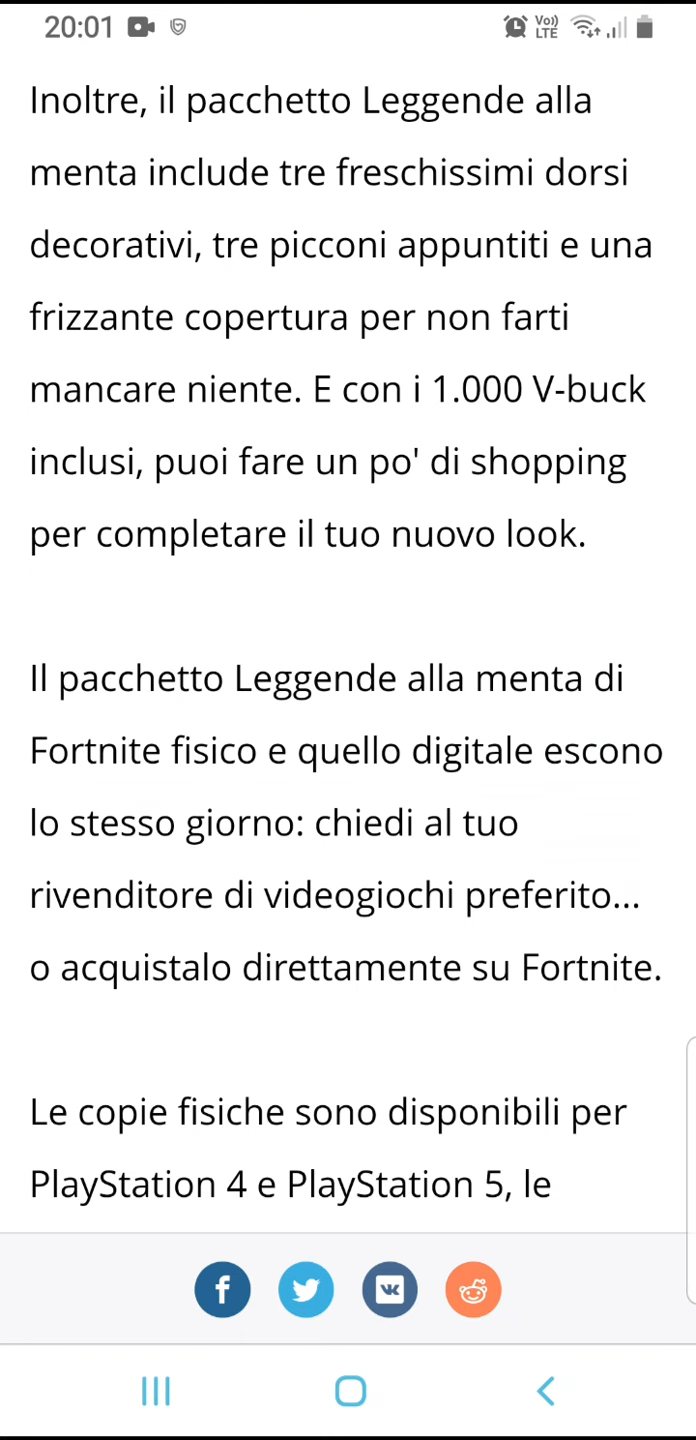 20:01
Vo))
LTE
Inoltre, il pacchetto Leggende alla
menta include tre freschissimi dorsi
decorativi, tre picconi appuntiti e una
frizzante copertura per non farti
mancare niente. E con i 1.000 V-buck
inclusi, puoi fare un po' di shopping
per completare il tuo nuovo look.
Il pacchetto Leggende alla menta di
Fortnite fisico e quello digitale escono
lo stesso giorno: chiedi al tuo
rivenditore di videogiochi preferito...
o acquistalo direttamente su Fortnite.
Le copie fisiche sono disponibili per
PlayStation 4 e PlayStation 5, le